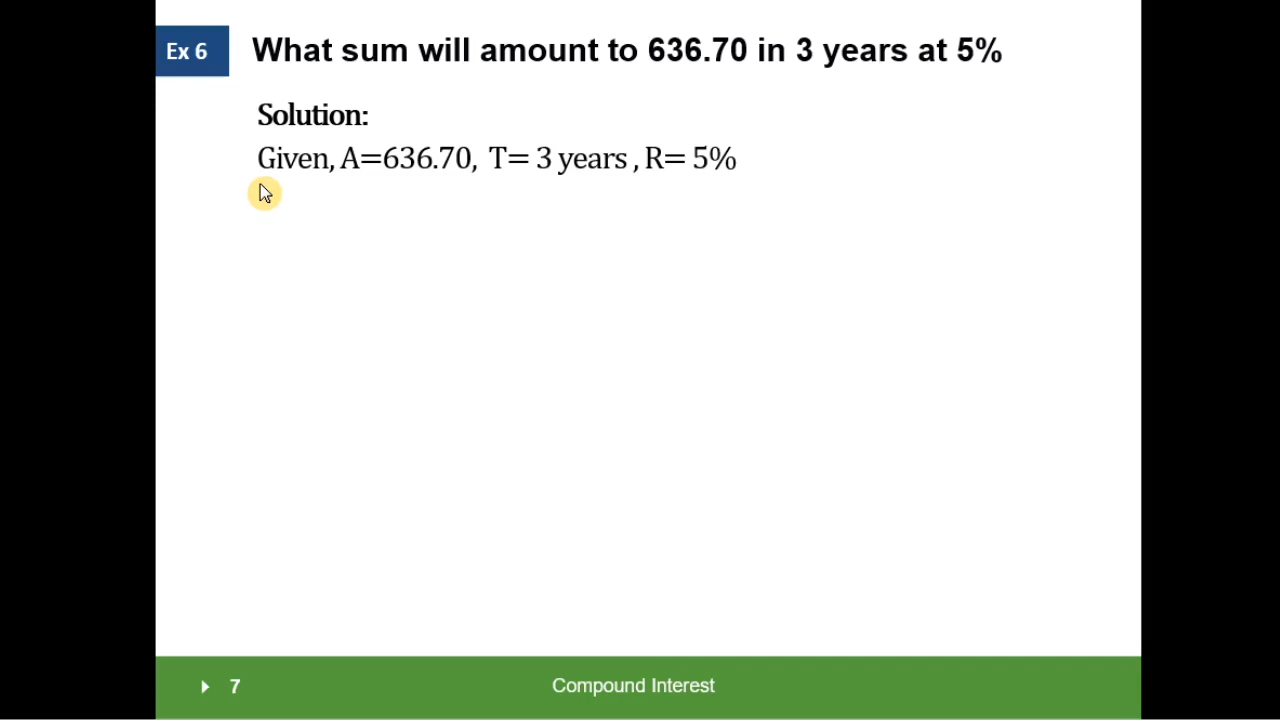 Ex 6
What sum will amount to 636.70 in 3 years at 5%
Solution:
Given, A=636.70, T= 3 years , R= 5%
7
Compound Interest